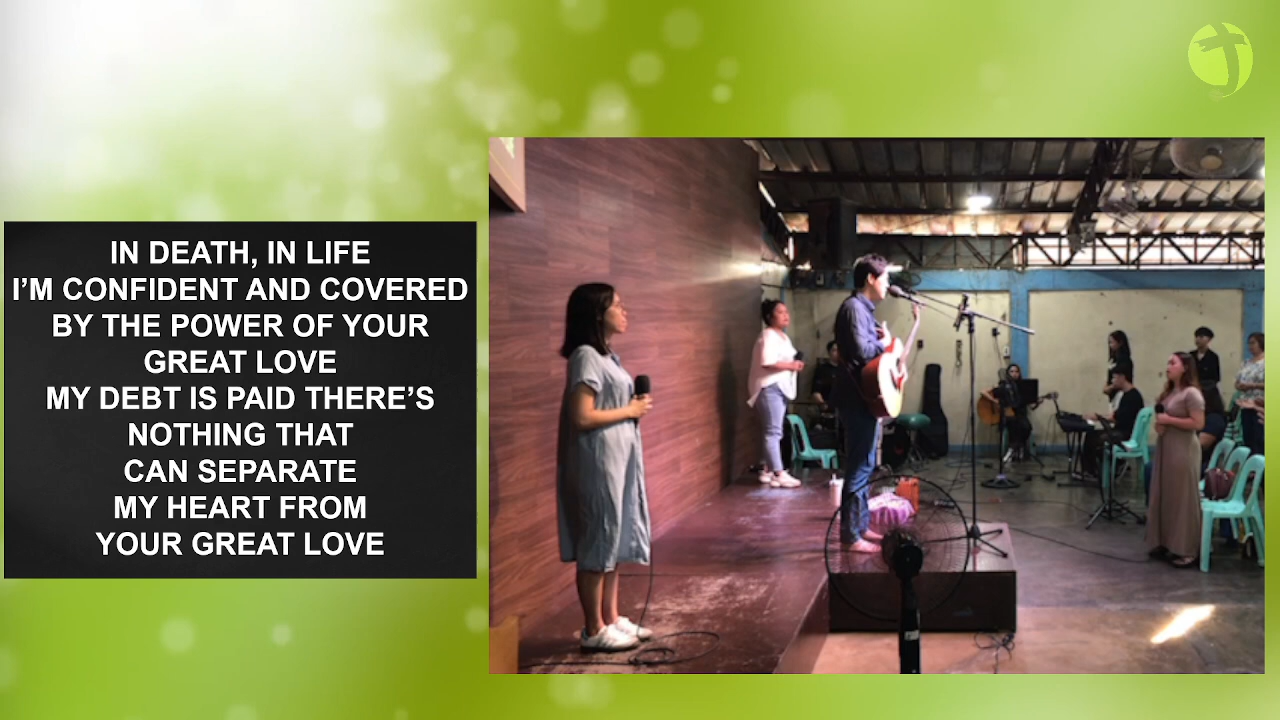 IN DEATH, IN LIFE
I'M CONFIDENT AND COVERED
BY THE POWER OF YOUR
GREAT LOVE
MY DEBT IS PAID THERE'S
NOTHING THAT
CAN SEPARATE
MY HEART FROM
YOUR GREAT LOVE